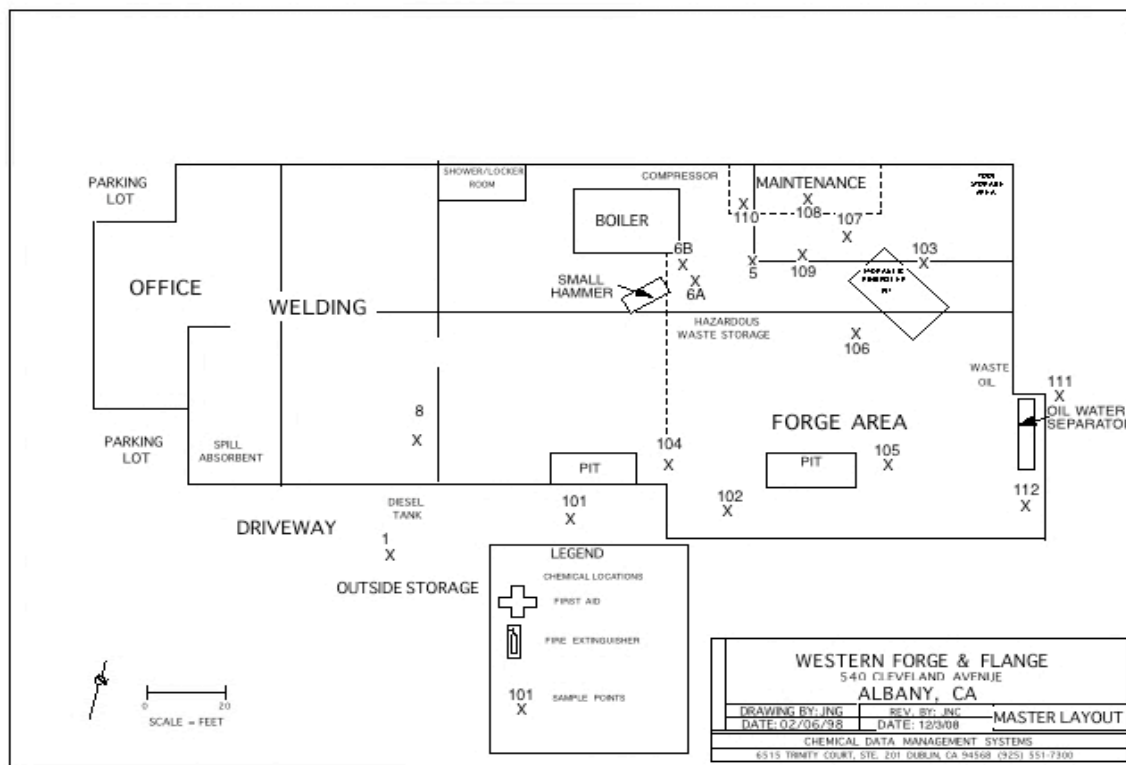 SHOWER/LOCKER
ROOM
COMPRESSOR
MAINTENANCE
PARKING
LOT
BOILER
110
108
107
6B
103
5
109
6A
OFFICE
WELDING
SMALL
HAMMER
HAZARDOUS
WASTE STORAGE
106
WASTE
OIL
111
8
FORGE AREA
OIL WATER
SEPARATOR
PARKING
LOT
SPILL
ABSORBENT
104
PIT
PIT
105
112
DRIVEWAY
DIESEL
TANK
101
102
1
OUTSIDE STORAGE
LEGEND
CHEMICAL LOCATIONS
FIRST AID
FIRE EXTINGUISHER
101
SAMPLE POINTS
0 20
SCALE = FEET
WESTERN FORGE & FLANGE
540 CLEVELAND AVENUE
ALBANY, CA
DRAWING BY: JNG
REV. BY: JNC
DATE: 02/06/98
DATE: 12/3/08
MASTER LAYOUT
CHEMICAL DATA MANAGEMENT SYSTEMS
6515 TRINITY COURT, STE. 201 DUBLIN, CA 94568 (925) 551-7300